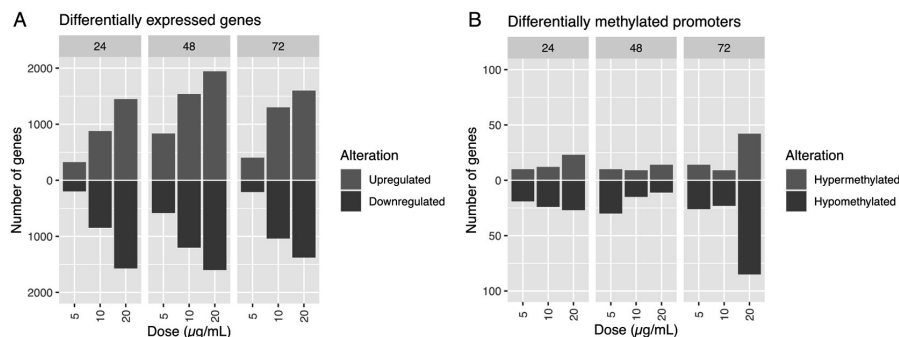 A
Differentially expressed genes
24 48 72
2000
1000
0
1000
2000
Number of genes
5 10 20 5 10 20 5 10 20
Dose (µg/mL)
Alteration
Upregulated
Downregulated
B
Differentially methylated promoters
24 48 72
100
50
0
50
100
Number of genes
5 10 20 5 10 20 5 10 20
Dose (µg/mL)
Alteration
Hypermethylated
Hypomethylated